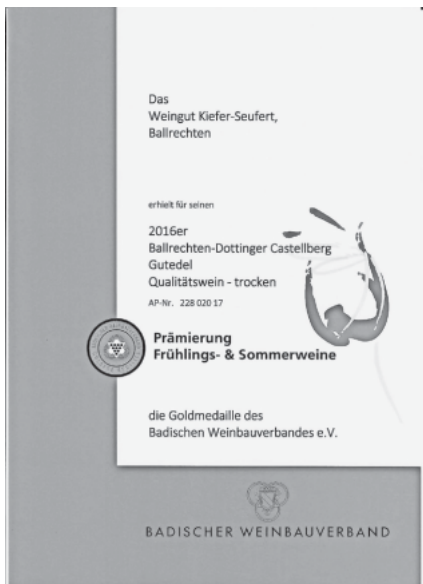 Das
Weingut Kiefer-Seufert,
Ballrechten
erhielt für seinen
2016er
Ballrechten-Dottinger Castellberg
Gutedel
Qualitätswein - trocken
AP-Nr. 228 020 17
Prämierung
Frühlings- & Sommerweine
die Goldmedaille des
Badischen Weinbauverbandes e.V.
BADISCHER WEINBAUVERBAND